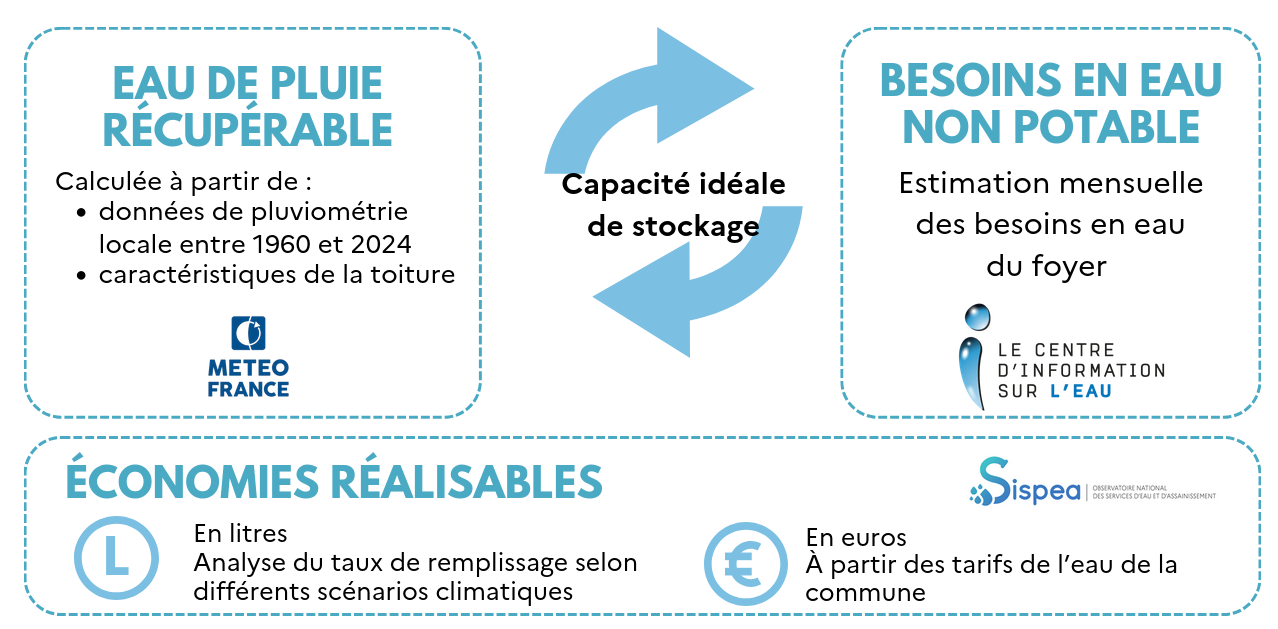 EAU DE PLUIE
RÉCUPÉRABLE
Calculée à partir de :
• données de pluviométrie
locale entre 1960 et 2024
• caractéristiques de la toiture
METEO
FRANCE
Capacité idéale
de stockage
BESOINS EN EAU
NON POTABLE
Estimation mensuelle
des besoins en eau
du foyer
LE CENTRE
D'INFORMATION
SUR L'EAU
ÉCONOMIES RÉALISABLES
Sispea
OBSERVATOIRE NATIONAL
DES SERVICES D'EAU ET D'ASSAINISSEMENT
L
En litres
Analyse du taux de remplissage selon
différents scénarios climatiques
€
En euros
À partir des tarifs de l'eau de la
commune